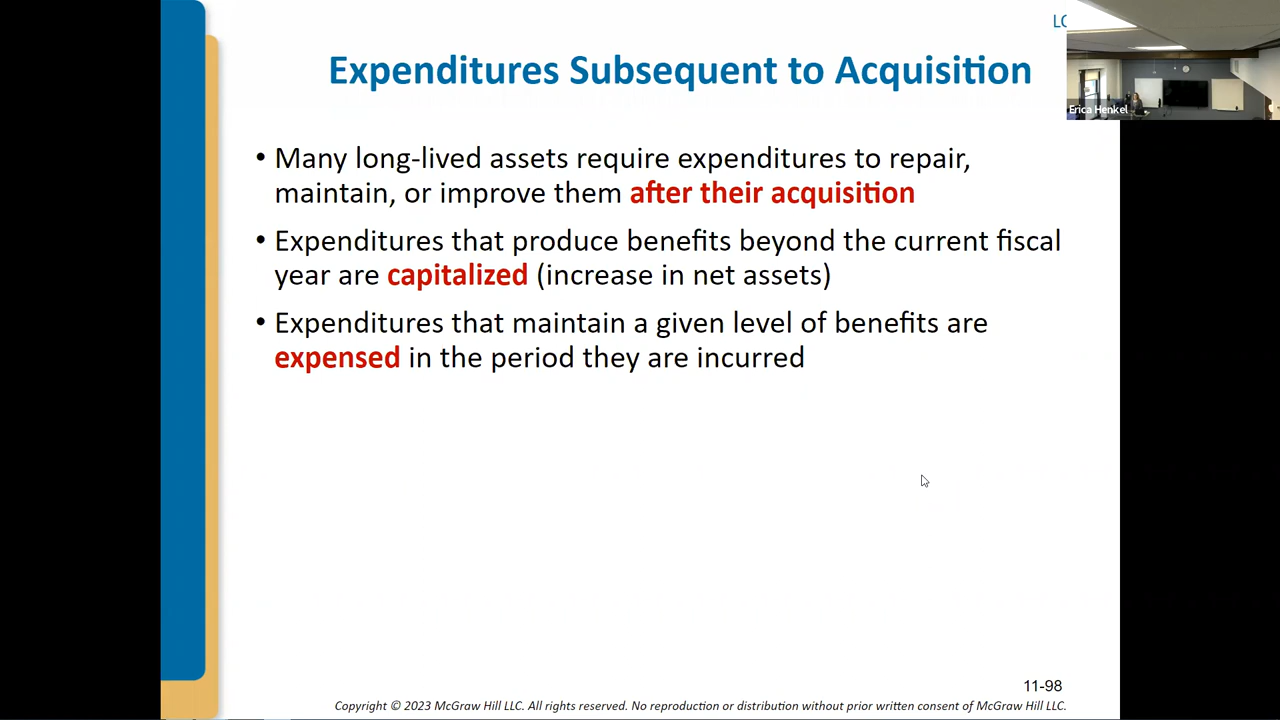 LO
Expenditures Subsequent to Acquisition
Erica Henkel
• Many long-lived assets require expenditures to repair,
maintain, or improve them after their acquisition
• Expenditures that produce benefits beyond the current fiscal
year are capitalized (increase in net assets)
• Expenditures that maintain a given level of benefits are
expensed in the period they are incurred
11-98
Copyright © 2023 McGraw Hill LLC. All rights reserved. No reproduction or distribution without prior written consent of McGraw Hill LLC.